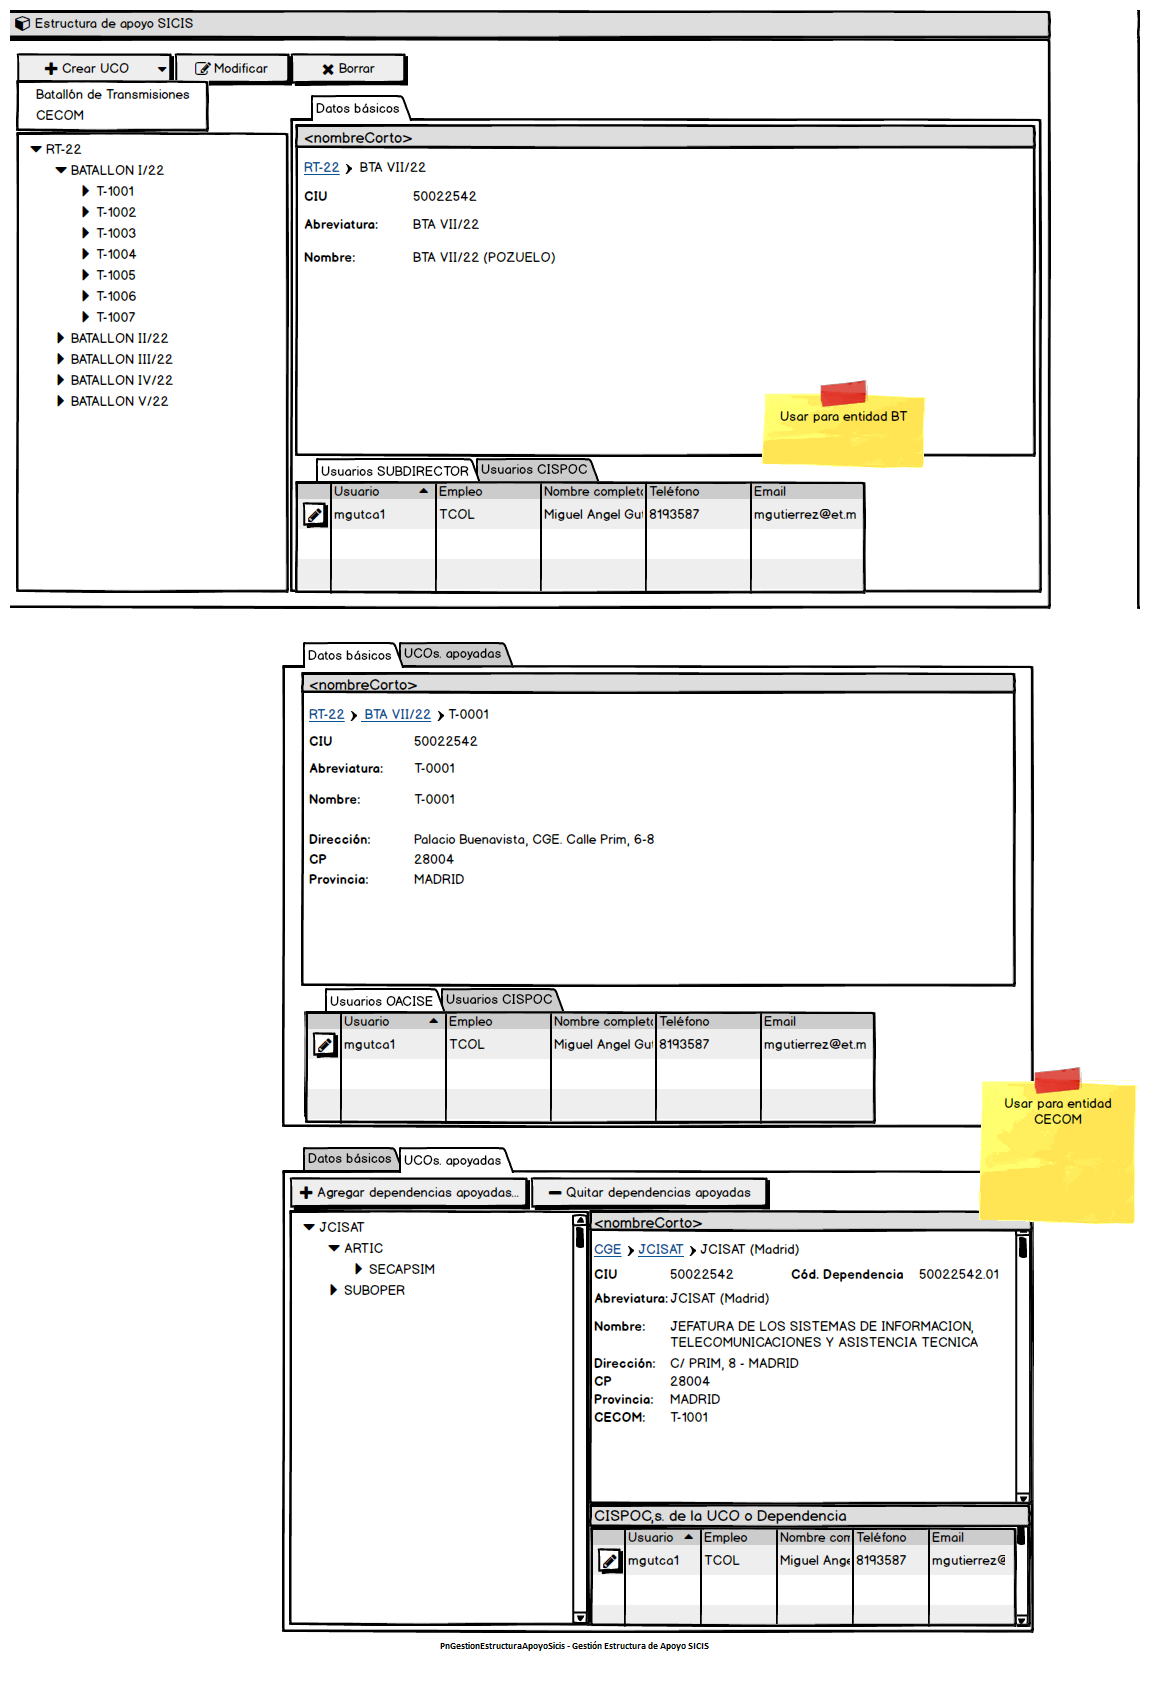 Estructura de apoyo SICIS
Crear UCO
Modificar
Borrar
Batallón de Transmisiones
CECOM
RT-22
BATALLON I/22
T-1001
T-1002
T-1003
T-1004
T-1005
T-1006
T-1007
BATALLON II/22
BATALLON III/22
BATALLON IV/22
BATALLON V/22
Datos básicos
<nombreCorto>
RT-22 BTA VII/22
CIU 50022542
Abreviatura: BTA VII/22
Nombre: BTA VII/22 (POZUELO)
Usar para entidad BT
Usuarios SUBDIRECTOR Usuarios CISPOC
Usuario Empleo Nombre complet Teléfono Email
mgutca1 TCOL Miguel Angel Gu 8193587 mgutierrez@et.m
Datos básicos UCOs. apoyadas
<nombreCorto>
RT-22 BTA VII/22 T-0001
CIU 50022542
Abreviatura: T-0001
Nombre: T-0001
Dirección: Palacio Buenavista, CGE. Calle Prim, 6-8
CP 28004
Provincia: MADRID
Usuarios OACISE Usuarios CISPOC
Usuario Empleo Nombre complet Teléfono Email
mgutca1 TCOL Miguel Angel Gu 8193587 mgutierrez@et.m
Usar para entidad
CECOM
Datos básicos UCOs. apoyadas
Agregar dependencias apoyadas... Quitar dependencias apoyadas
JCISAT
ARTIC
SECAPSIM
SUBOPER
<nombreCorto>
CGE JCISAT JCISAT (Madrid)
CIU 50022542 Cód. Dependencia 50022542.01
Abreviatura: JCISAT (Madrid)
Nombre: JEFATURA DE LOS SISTEMAS DE INFORMACION,
TELECOMUNICACIONES Y ASISTENCIA TECNICA
Dirección: C/ PRIM, 8 - MADRID
CP 28004
Provincia: MADRID
CECOM: T-1001
CISPOC,s. de la UCO o Dependencia
Usuario Empleo Nombre com Teléfono Email
mgutca1 TCOL Miguel Ange 8193587 mgutierrez@
PnGestionEstructuraApoyoSicis - Gestión Estructura de Apoyo SICIS